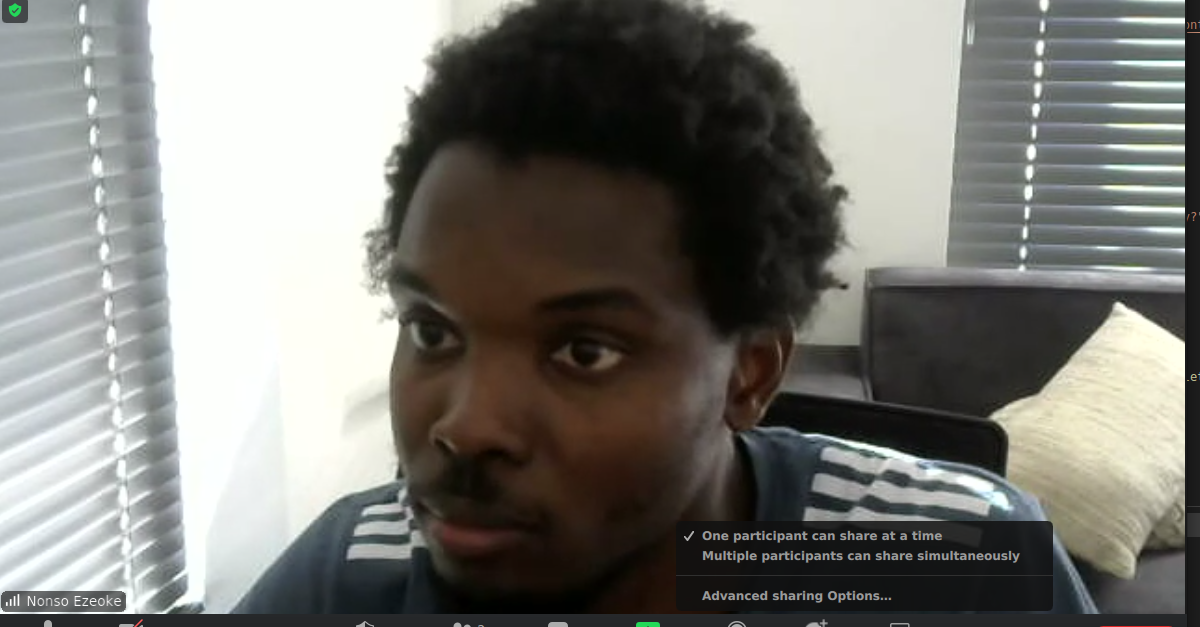 One participant can share at a time
Multiple participants can share simultaneously
Advanced sharing Options...
Nonso Ezeoke